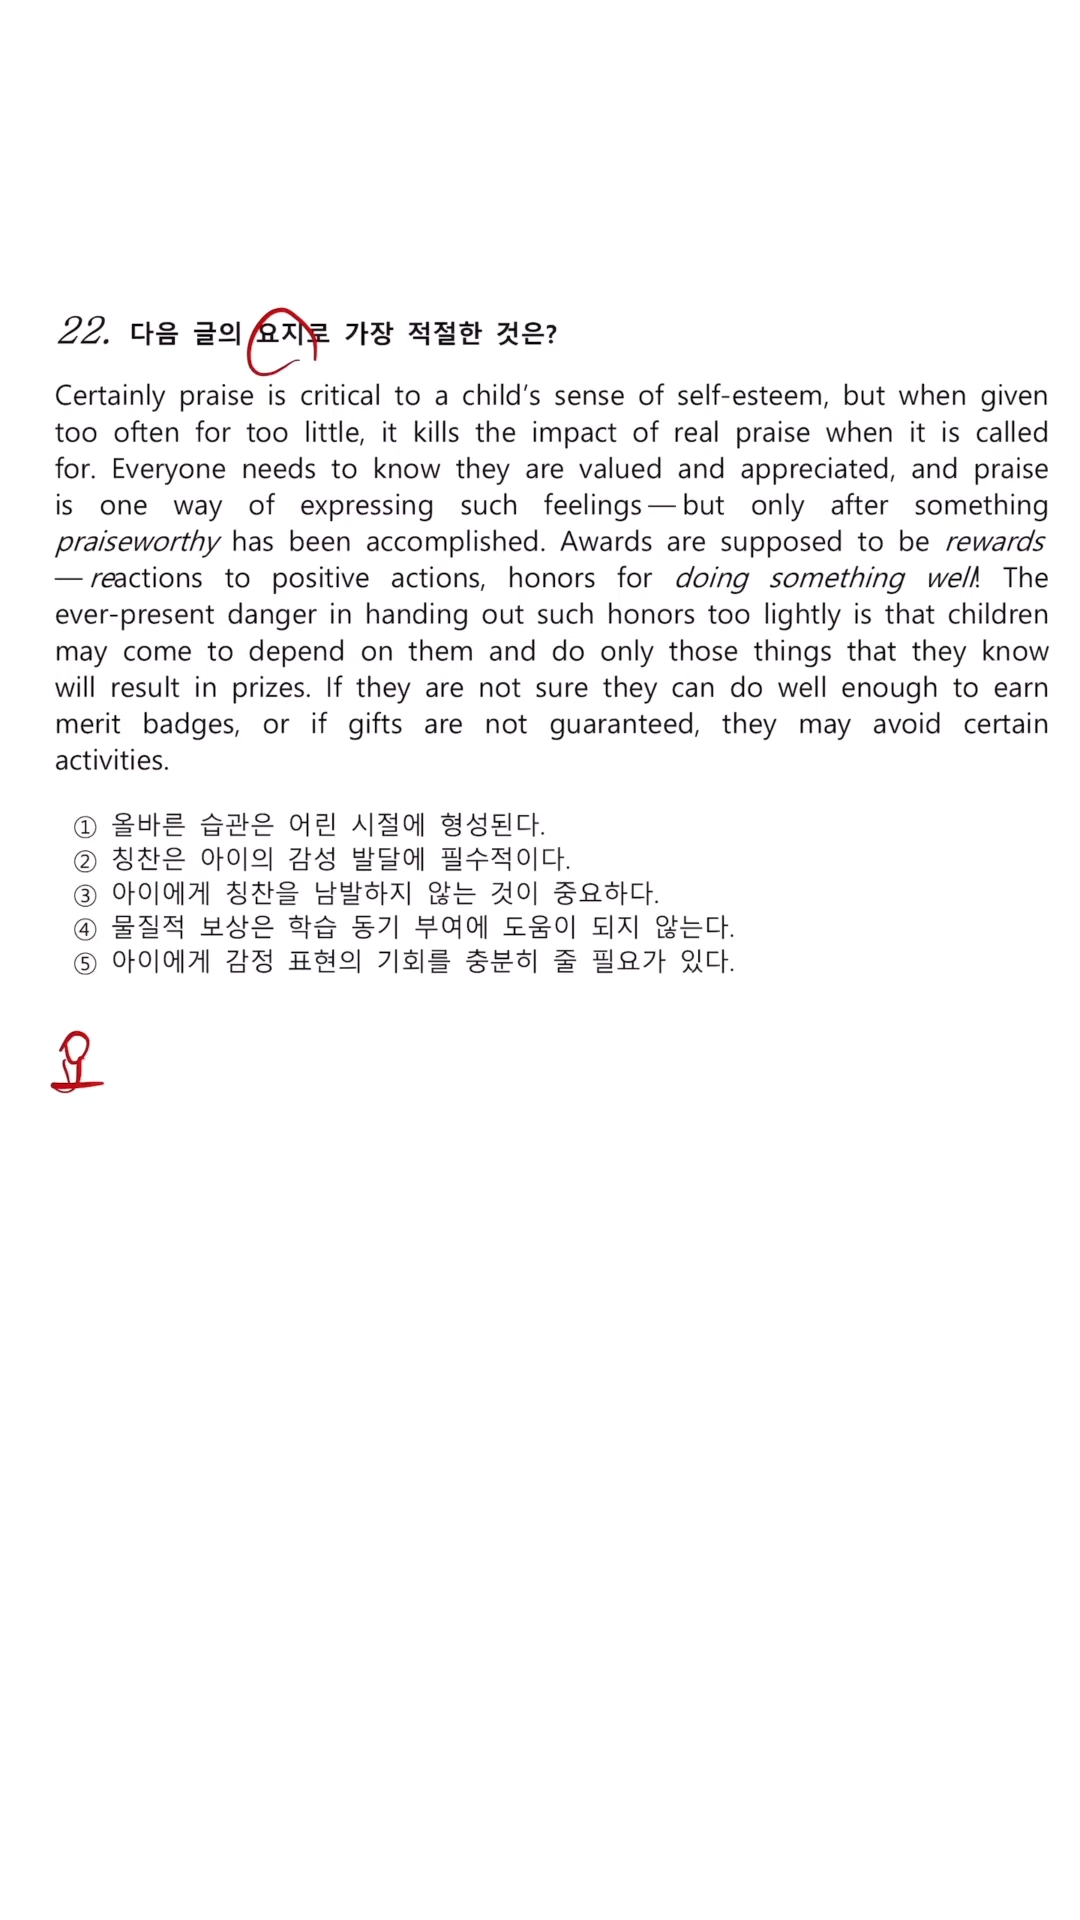 22. 다음 글의 요지로 가장 적절한 것은?
Certainly praise is critical to a child's sense of self-esteem, but when given
too often for too little, it kills the impact of real praise when it is called
for. Everyone needs to know they are valued and appreciated, and praise
is one way of expressing such feelings — but only after something
praiseworthy has been accomplished. Awards are supposed to be rewards
— reactions to positive actions, honors for doing something well! The
ever-present danger in handing out such honors too lightly is that children
may come to depend on them and do only those things that they know
will result in prizes. If they are not sure they can do well enough to earn
merit badges, or if gifts are not guaranteed, they may avoid certain
activities.
① 올바른 습관은 어린 시절에 형성된다.
② 칭찬은 아이의 감성 발달에 필수적이다.
③ 아이에게 칭찬을 남발하지 않는 것이 중요하다.
④ 물질적 보상은 학습 동기 부여에 도움이 되지 않는다.
⑤ 아이에게 감정 표현의 기회를 충분히 줄 필요가 있다.
요